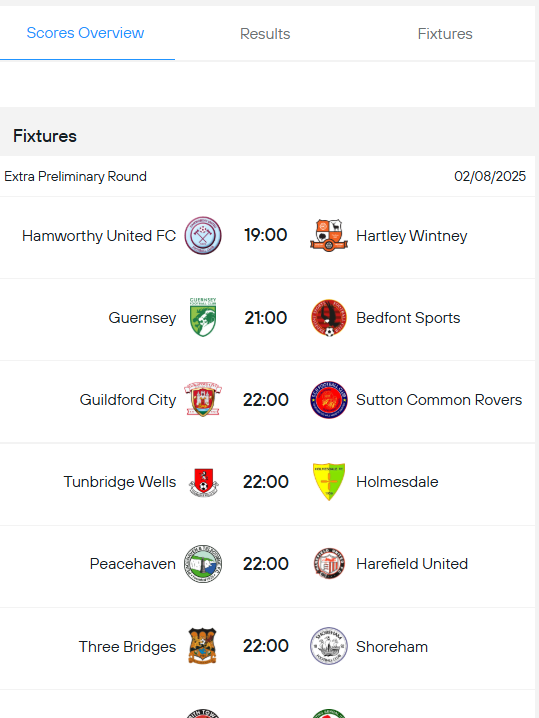 Scores Overview Results Fixtures
Fixtures
Extra Preliminary Round 02/08/2025
Hamworthy United FC 19:00 Hartley Wintney
Guernsey 21:00 Bedfont Sports
Guildford City 22:00 Sutton Common Rovers
Tunbridge Wells 22:00 Holmesdale
Peacehaven 22:00 Harefield United
Three Bridges 22:00 Shoreham